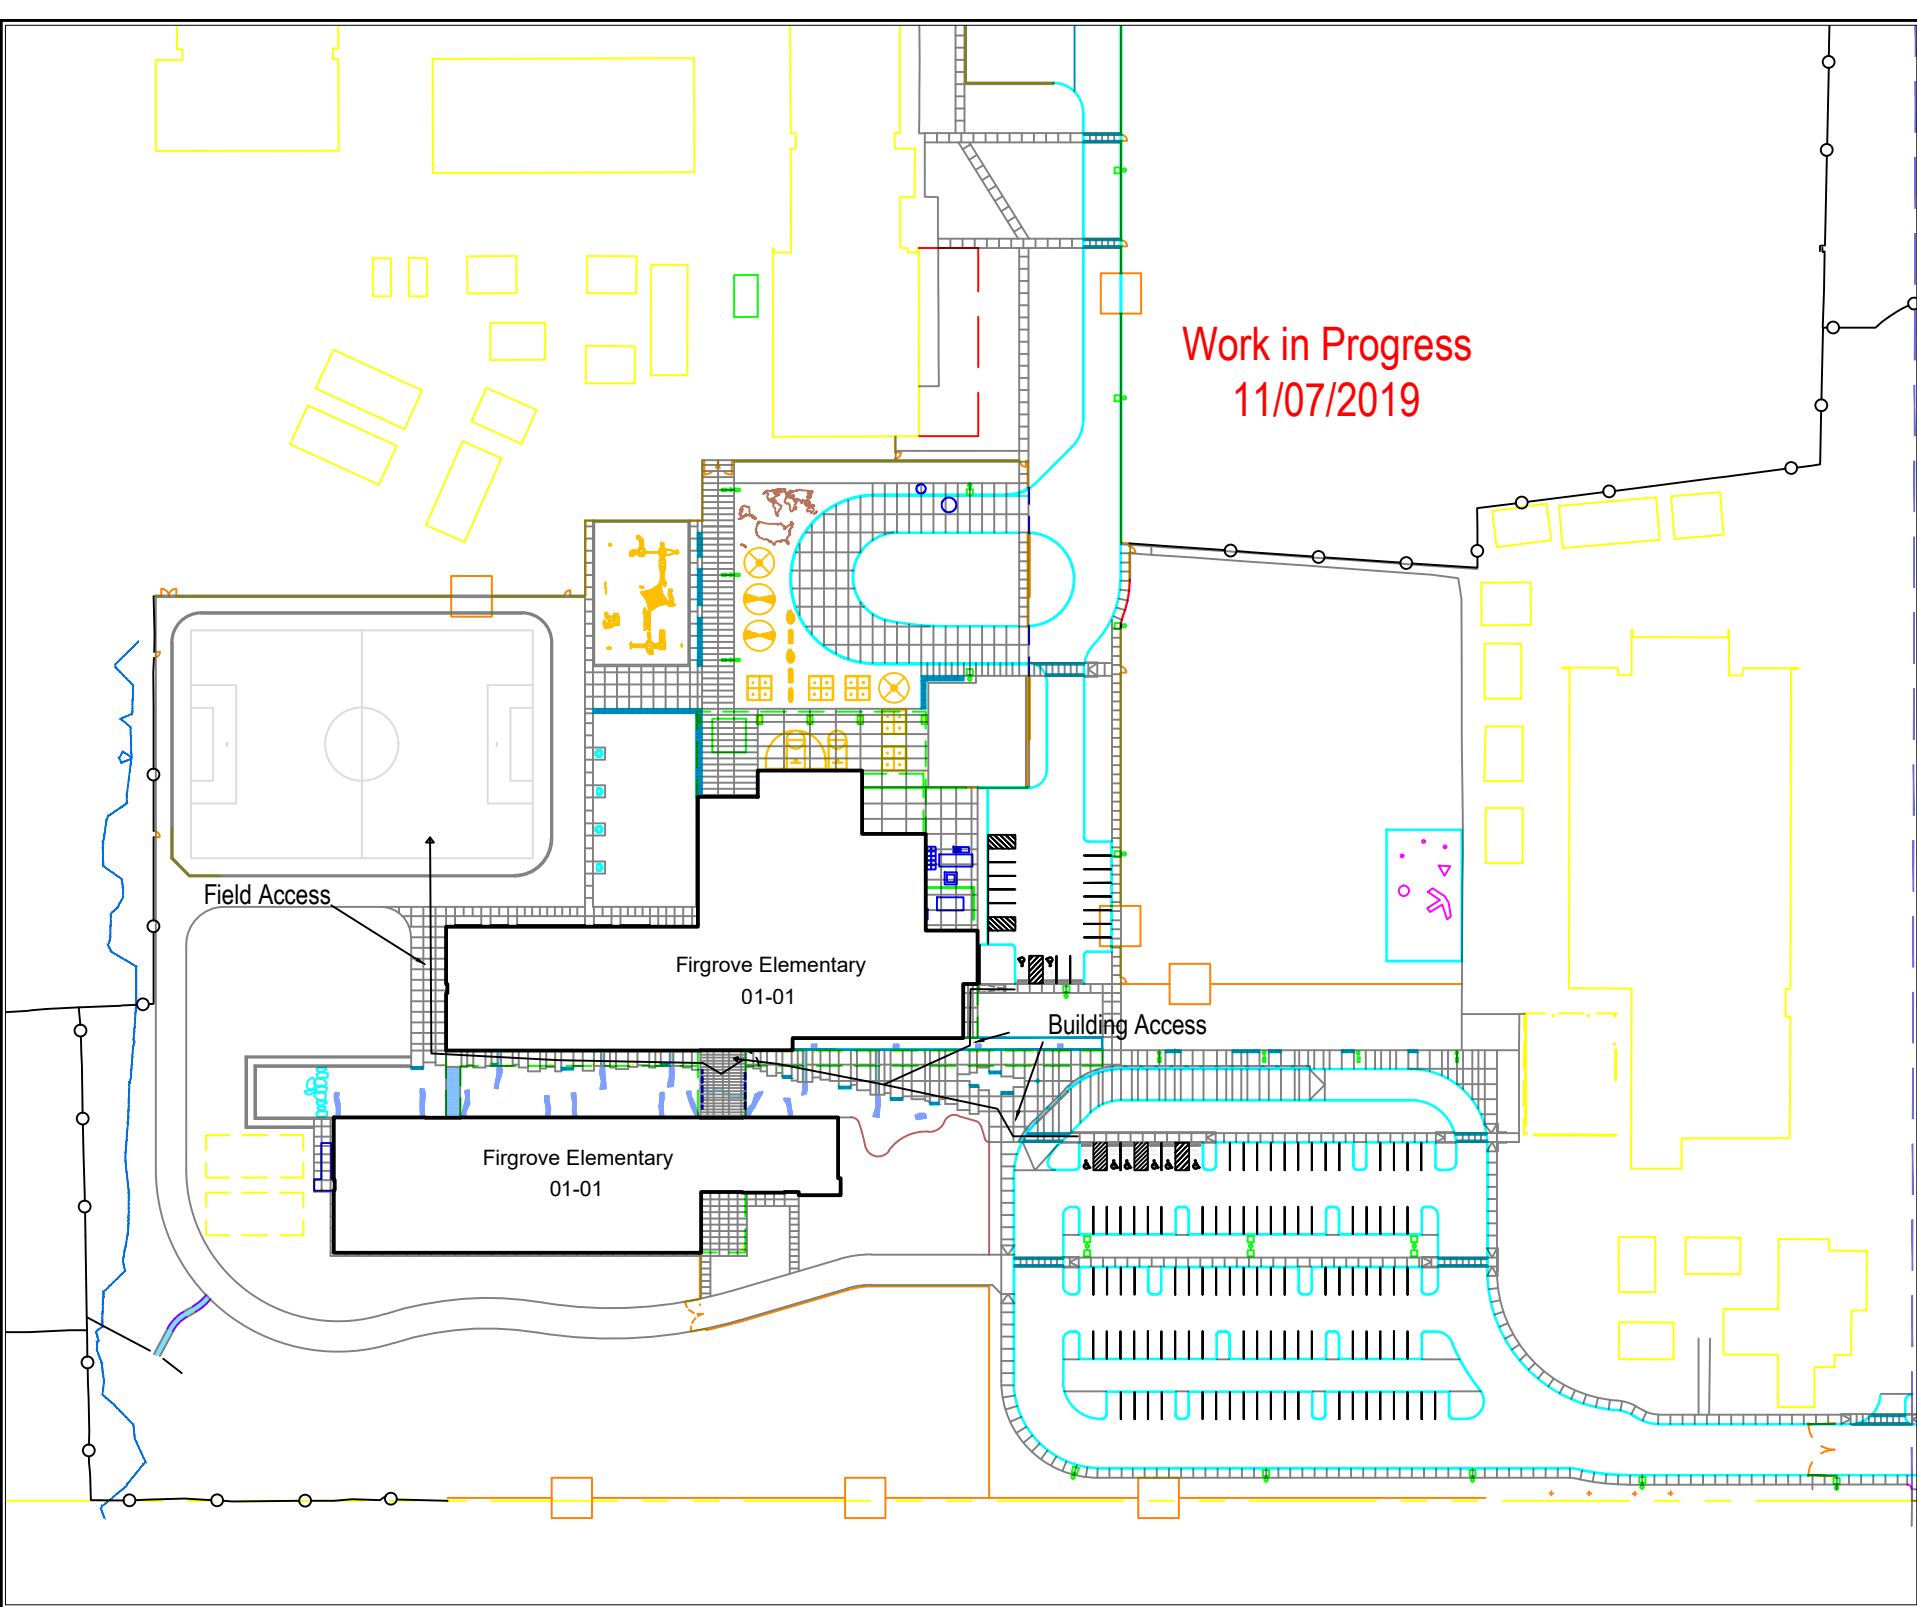 Work in Progress
11/07/2019
Field Access
Firgrove Elementary
01-01
Building Access
Firgrove Elementary
01-01